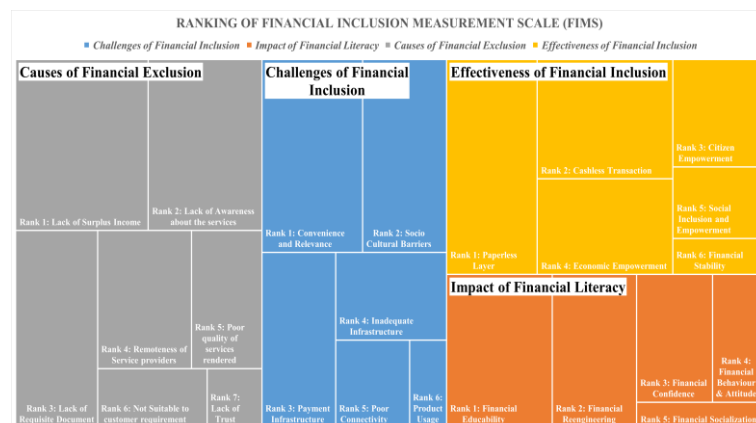 RANKING OF FINANCIAL INCLUSION MEASUREMENT SCALE (FIMS)
Challenges of Financial Inclusion Impact of Financial Literacy Causes of Financial Exclusion Effectiveness of Financial Inclusion
Causes of Financial Exclusion
Rank 1: Lack of Surplus Income
Rank 2: Lack of Awareness
about the services
Rank 3: Lack of
Requisite Document
Rank 4: Remoteness of
Service providers
Rank 5: Poor
quality of
services
rendered
Rank 6: Not Suitable to
customer requirement
Rank 7:
Lack of
Trust
Challenges of Financial
Inclusion
Rank 1: Convenience
and Relevance
Rank 2: Socio
Cultural Barriers
Rank 3: Payment
Infrastructure
Rank 4: Inadequate
Infrastructure
Rank 5: Poor
Connectivity
Rank 6:
Product
Usage
Effectiveness of Financial Inclusion
Rank 1: Paperless
Layer
Rank 2: Cashless Transaction
Rank 3: Citizen
Empowerment
Rank 4: Economic Empowerment
Rank 5: Social
Inclusion and
Empowerment
Rank 6: Financial
Stability
Impact of Financial Literacy
Rank 1: Financial
Educability
Rank 2: Financial
Reengineering
Rank 3: Financial
Confidence
Rank 4:
Financial
Behaviour
& Attitude
Rank 5: Financial Socialization